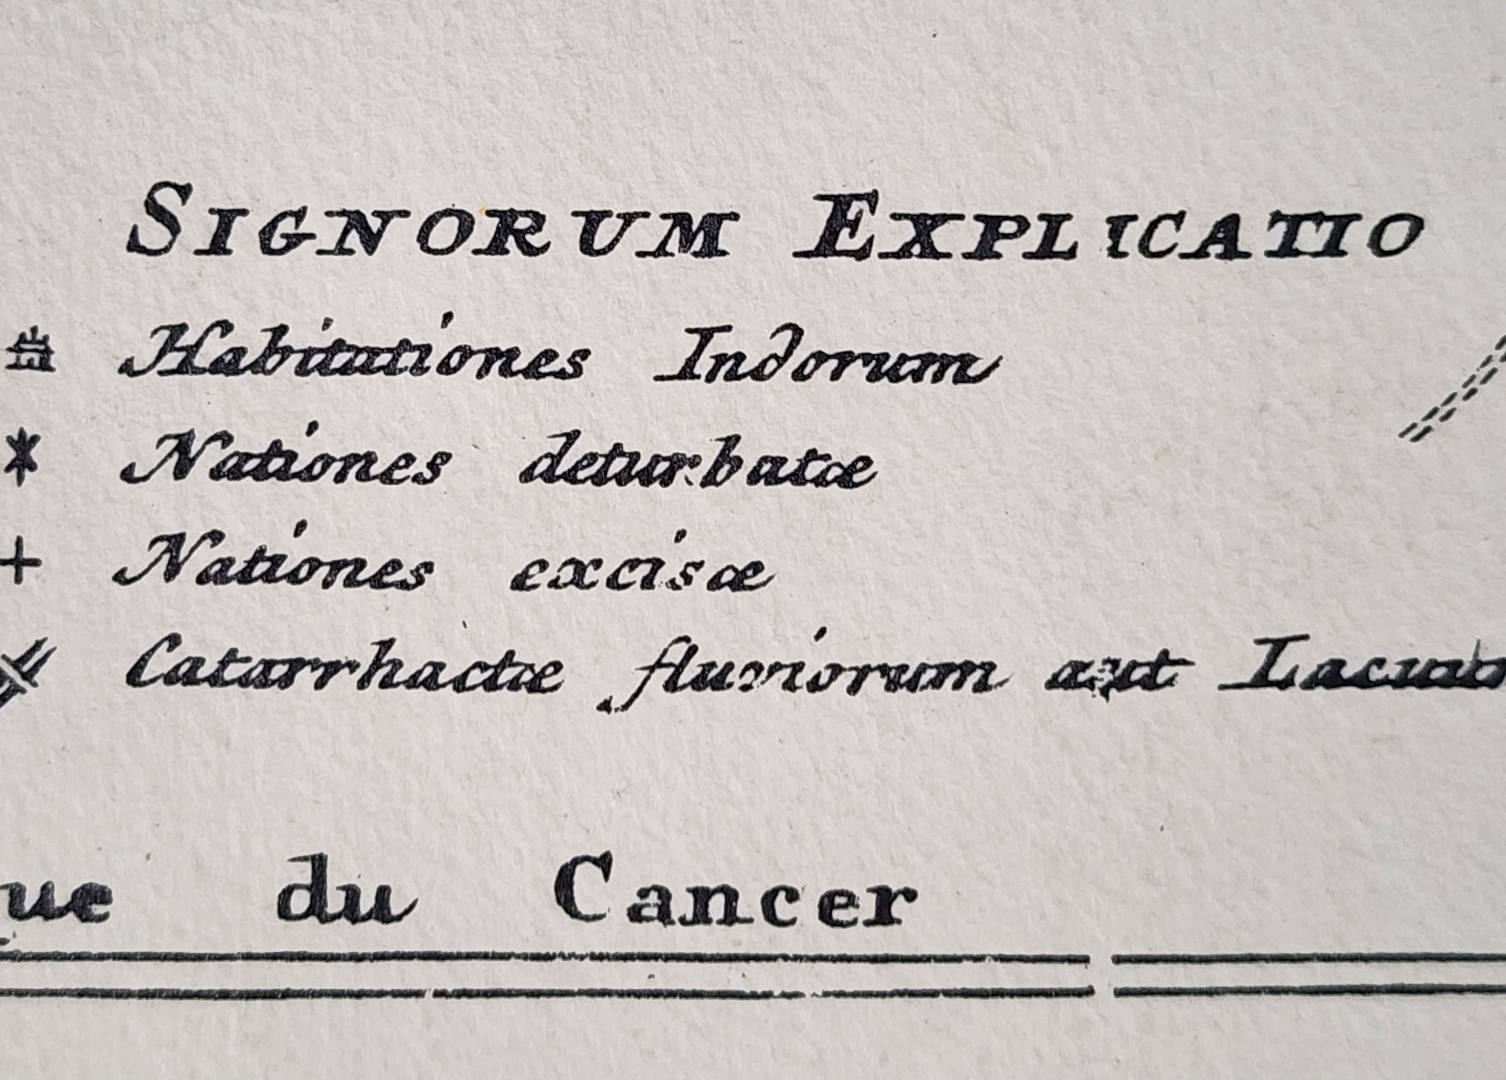 SIGNORUM EXPLICATIO
Habitationes Indorum
Nationes deturbatæ
Nationes excisæ
Catarrhactæ fluviorum aut
ue du Cancer